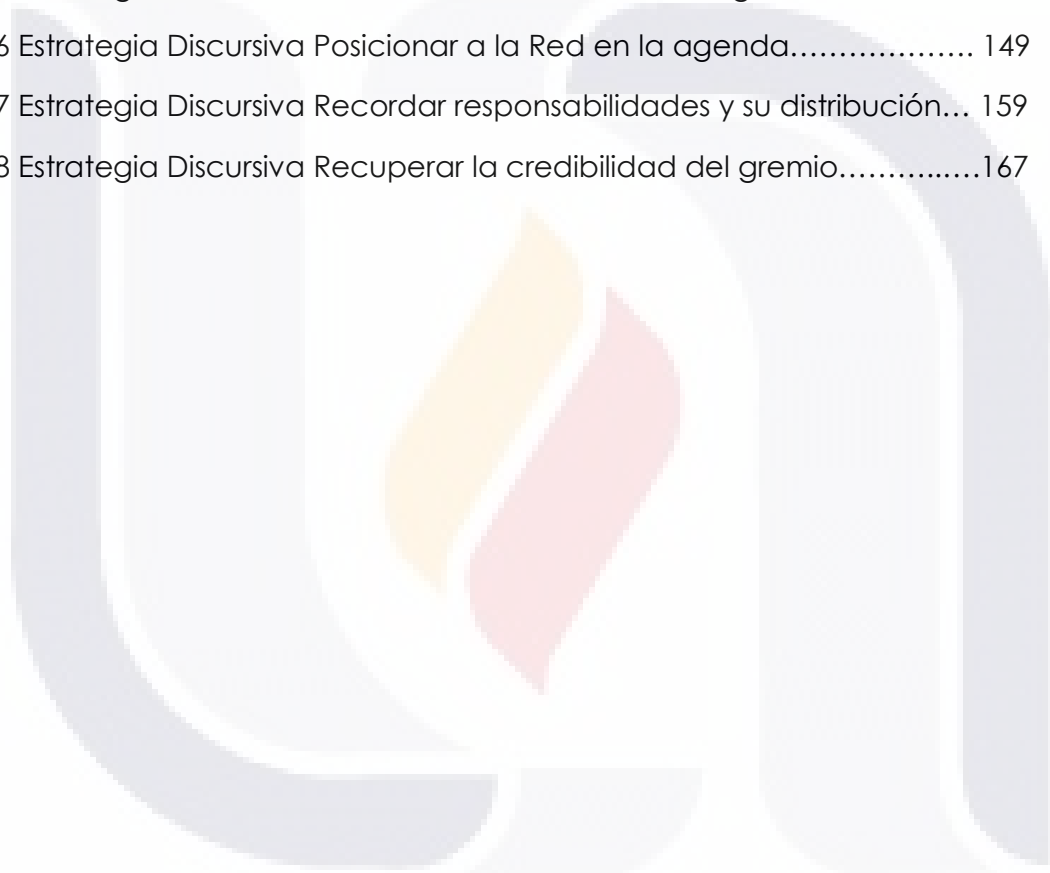 6 Estrategia Discursiva Posicionar a la Red en la agenda……………… 149
7 Estrategia Discursiva Recordar responsabilidades y su distribución… 159
8 Estrategia Discursiva Recuperar la credibilidad del gremio………..….167